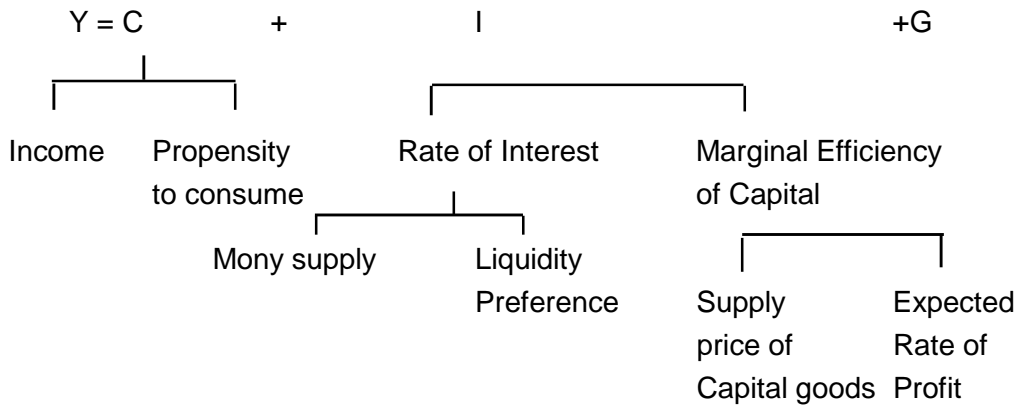 Y = C + I +G
Income Propensity to consume Rate of Interest Marginal Efficiency of Capital
Mony supply Liquidity Preference Supply price of Capital goods Expected Rate of Profit